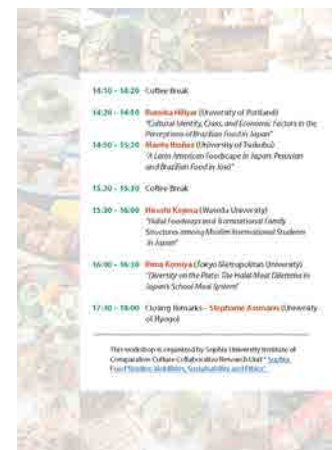 14:10 – 14:20 Coffee Break
14:20 – 14:50 (University of Portland)
"Cultural Identity, Class, and Economic Factors in the
Perceptions of Brazilian Food in Japan"
14:50 – 15:20 (University of Tsukuba)
"A Latin American Foodscape in Japan: Peruvian
and Brazilian Food in Joso"
15:20 – 15:30 Coffee Break
15:30 – 16:00 Hiroshi Kojima (Waseda University)
"Halal Foodways and Transnational Family
Structures among Muslim International Students
in Japan"
16:00 – 16:30 Rima Komiya (Tokyo Metropolitan University)
"Diversity on the Plate: The Halal Meat Dilemma in
Japan's School Meal System"
17:30 – 18:00 Closing Remarks – Stephanie Assmann (University
of Hyogo)
This workshop is organized by Sophia University Institute of
Comparative Culture Collaborative Research Unit "Sophia
Food Studies: Mobilities, Sustainability and Ethics".